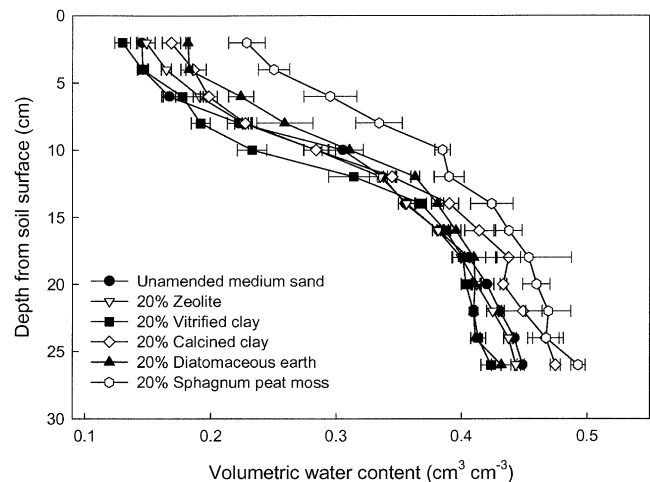 0
5
10
15
20
25
30
Depth from soil surface (cm)
Unamended medium sand
20% Zeolite
20% Vitrified clay
20% Calcined clay
20% Diatomaceous earth
20% Sphagnum peat moss
0.1 0.2 0.3 0.4 0.5
Volumetric water content (cm³ cm⁻³)